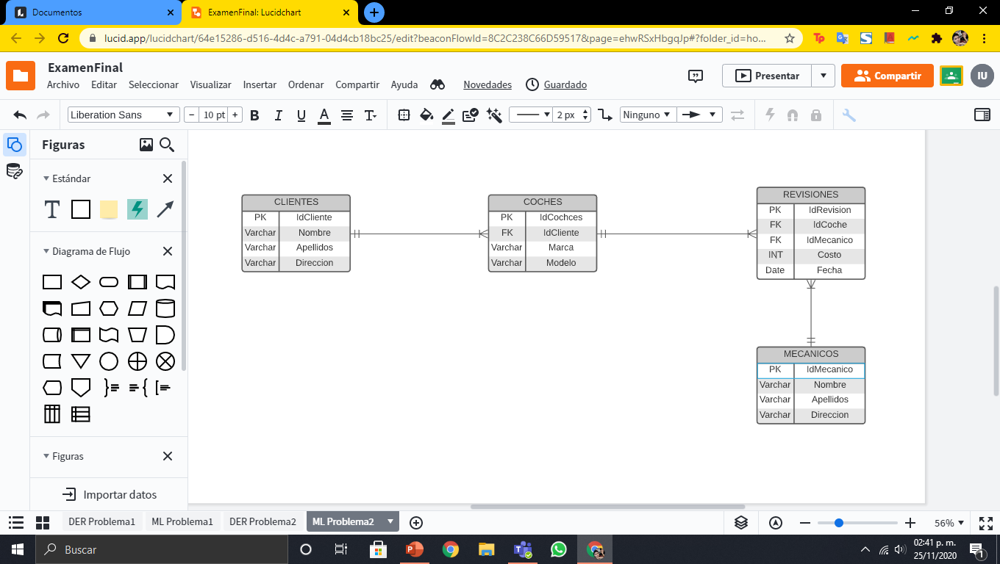 Documentos
ExamenFinal: Lucidchart
lucid.app/lucidchart/64e15286-d516-4d4c-a791-04d4cb18bc25/edit?beaconFlowId=8C2C238C66D59517&page=ehwRSxHbgqJp#?folder_id=ho...
ExamenFinal
Archivo Editar Seleccionar Visualizar Insertar Ordenar Compartir Ayuda Novedades Guardado
Presentar
Compartir
IU
Liberation Sans
10 pt
B I U A T
2 px
Ninguno
Figuras
Estándar
T
Diagrama de Flujo
Figuras
Importar datos
CLIENTES
PK IdCliente
Varchar Nombre
Varchar Apellidos
Varchar Direccion
COCHES
PK IdCochces
FK IdCliente
Varchar Marca
Varchar Modelo
REVISIONES
PK IdRevision
FK IdCoche
FK IdMecanico
INT Costo
Date Fecha
MECANICOS
PK IdMecanico
Varchar Nombre
Varchar Apellidos
Varchar Direccion
DER Problema1 ML Problema1 DER Problema2 ML Problema2
56%
Buscar
02:41 p. m.
25/11/2020
1